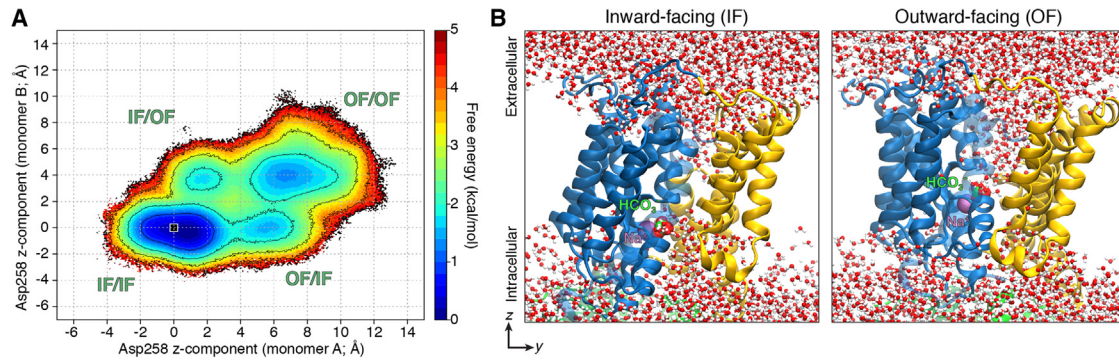 A
Asp258 z-component (monomer B; Å)
14
12
10
8
6
4
2
0
-2
-4
-6
-6 -4 -2 0 2 4 6 8 10 12 14
Asp258 z-component (monomer A; Å)
IF/OF
OF/OF
IF/IF
OF/IF
5
4
3
2
1
0
Free energy (kcal/mol)
B
Inward-facing (IF)
Outward-facing (OF)
Extracellular
Intracellular
HCO3
Na
HCO3
Na
z
y